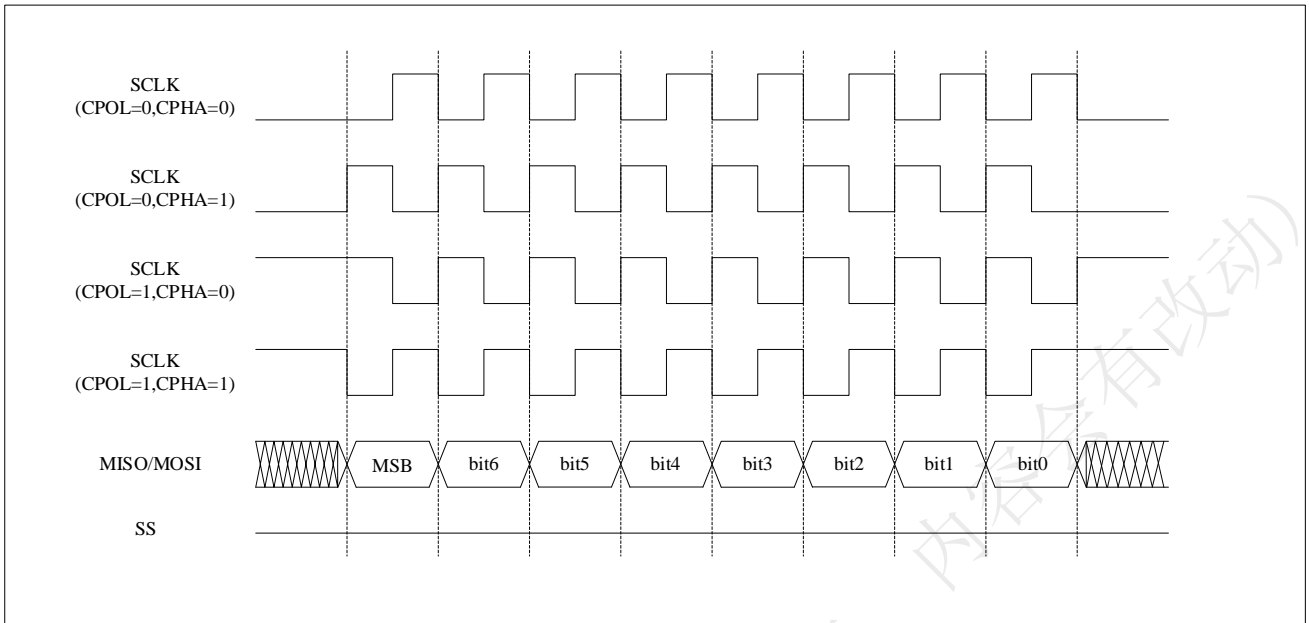 SCLK
(CPOL=0,CPHA=0)
SCLK
(CPOL=0,CPHA=1)
SCLK
(CPOL=1,CPHA=0)
SCLK
(CPOL=1,CPHA=1)
MISO/MOSI
MSB bit6 bit5 bit4 bit3 bit2 bit1 bit0
SS
内容会有改动)